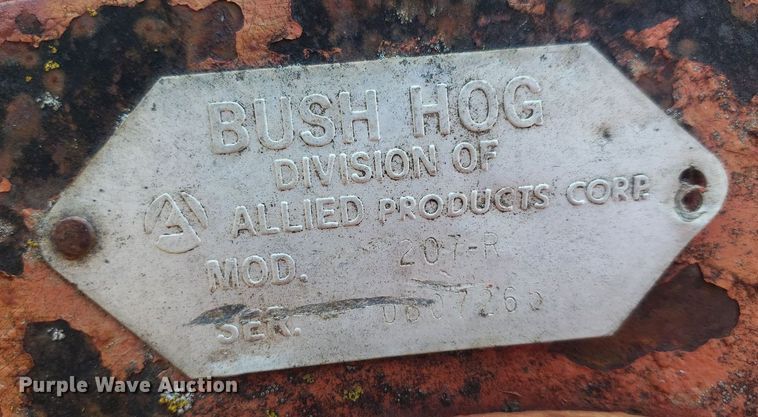 BUSH HOG
DIVISION OF
ALLIED PRODUCTS CORP.
MOD. 207-R
SER.
Purple Wave Auction